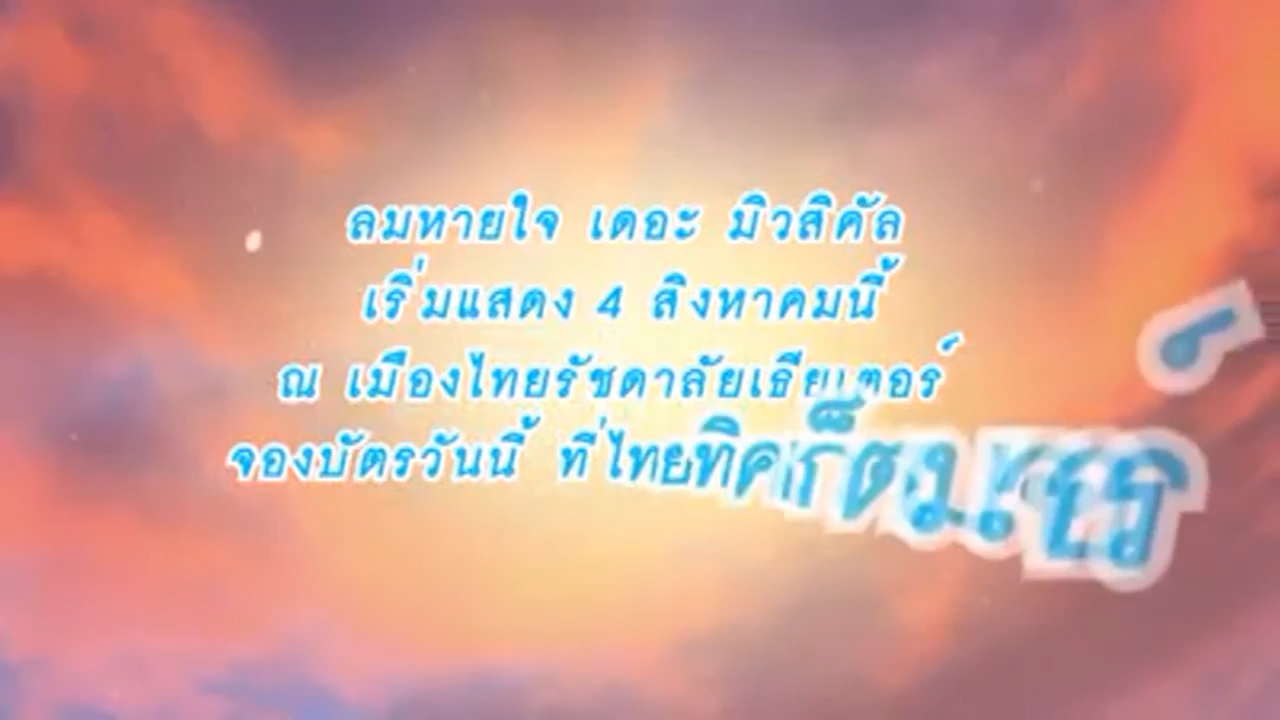 ลมหายใจ เดอะ มิวสิคัล
เริ่มแสดง 4 สิงหาคมนี้
ณ เมืองไทยรัชดาลัยเธียเตอร์
จองบัตรวันนี้ ที่ไทยทิคเก็ตเมเจอร์